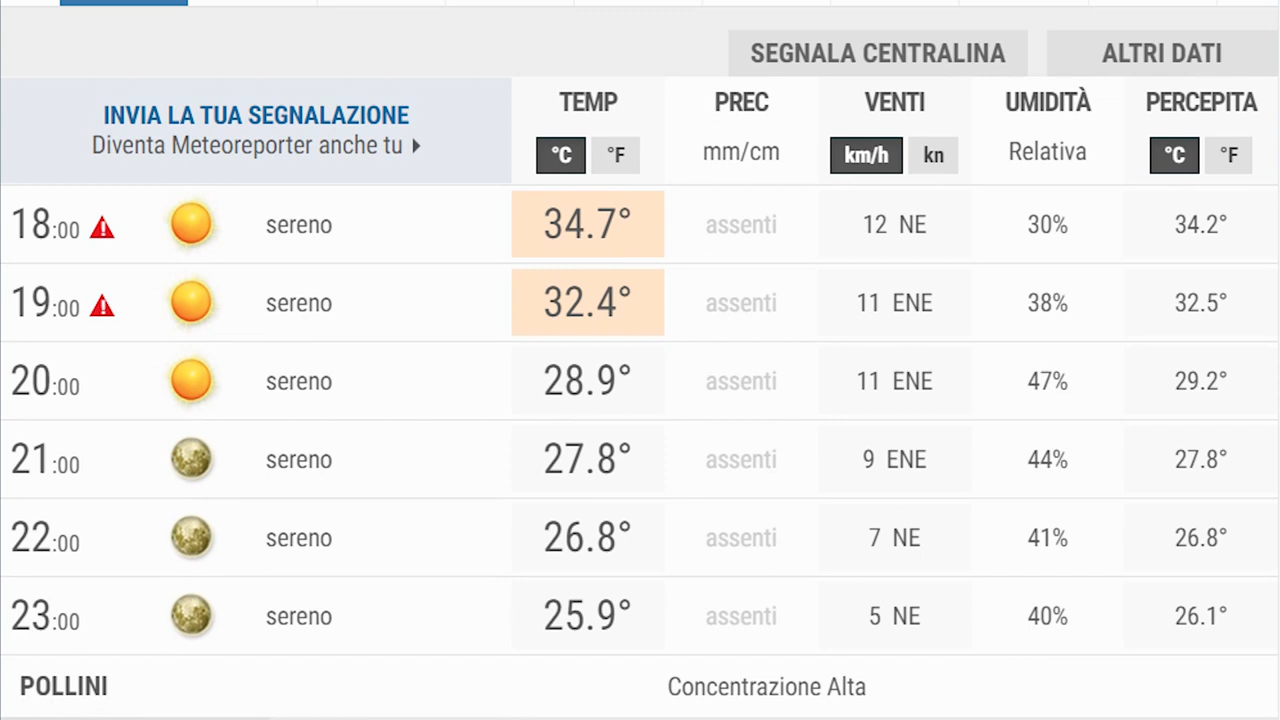 SEGNALA CENTRALINA ALTRI DATI
INVIA LA TUA SEGNALAZIONE TEMP PREC VENTI UMIDITÀ PERCEPITA
Diventa Meteoreporter anche tu °C °F mm/cm km/h kn Relativa °C °F
18:00 sereno 34.7° assenti 12 NE 30% 34.2°
19:00 sereno 32.4° assenti 11 ENE 38% 32.5°
20:00 sereno 28.9° assenti 11 ENE 47% 29.2°
21:00 sereno 27.8° assenti 9 ENE 44% 27.8°
22:00 sereno 26.8° assenti 7 NE 41% 26.8°
23:00 sereno 25.9° assenti 5 NE 40% 26.1°
POLLINI Concentrazione Alta